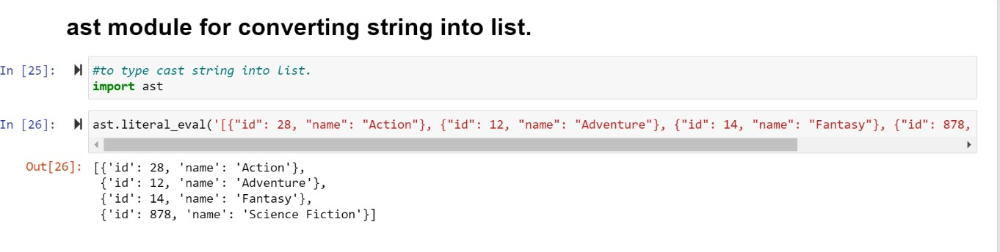 ast module for converting string into list.
In [25]: #to type cast string into list.
import ast
In [26]: ast.literal_eval('[{"id": 28, "name": "Action"}, {"id": 12, "name": "Adventure"}, {"id": 14, "name": "Fantasy"}, {"id": 878,
Out[26]: [{'id': 28, 'name': 'Action'},
{'id': 12, 'name': 'Adventure'},
{'id': 14, 'name': 'Fantasy'},
{'id': 878, 'name': 'Science Fiction'}]